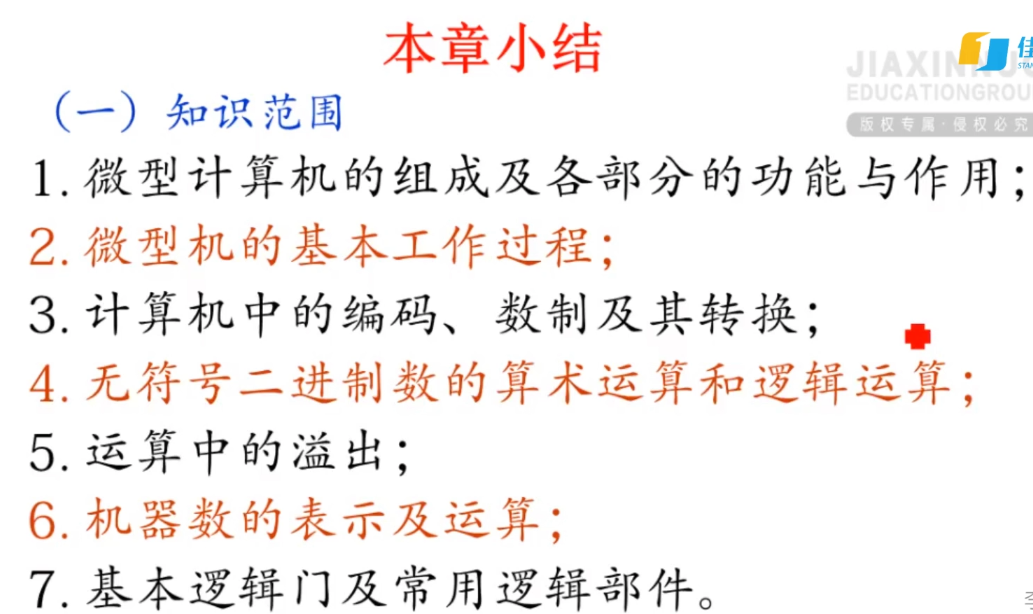 本章小结
JIAXINNUO
EDUCATIONGROU
版权专属·侵权必究
（一）知识范围
1.微型计算机的组成及各部分的功能与作用；
2.微型机的基本工作过程；
3.计算机中的编码、数制及其转换；
4.无符号二进制数的算术运算和逻辑运算；
5.运算中的溢出；
6.机器数的表示及运算；
7.基本逻辑门及常用逻辑部件。